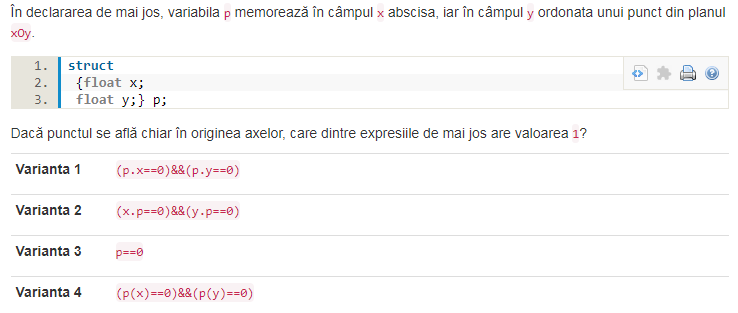 În declararea de mai jos, variabila p memorează în câmpul x abscisa, iar în câmpul y ordonata unui punct din planul
xOy.
1. struct
2. {float x;
3. float y;} p;
Dacă punctul se află chiar în originea axelor, care dintre expresiile de mai jos are valoarea 1?
Varianta 1 (p.x==0)&&(p.y==0)
Varianta 2 (x.p==0)&&(y.p==0)
Varianta 3 p==0
Varianta 4 (p(x)==0)&&(p(y)==0)